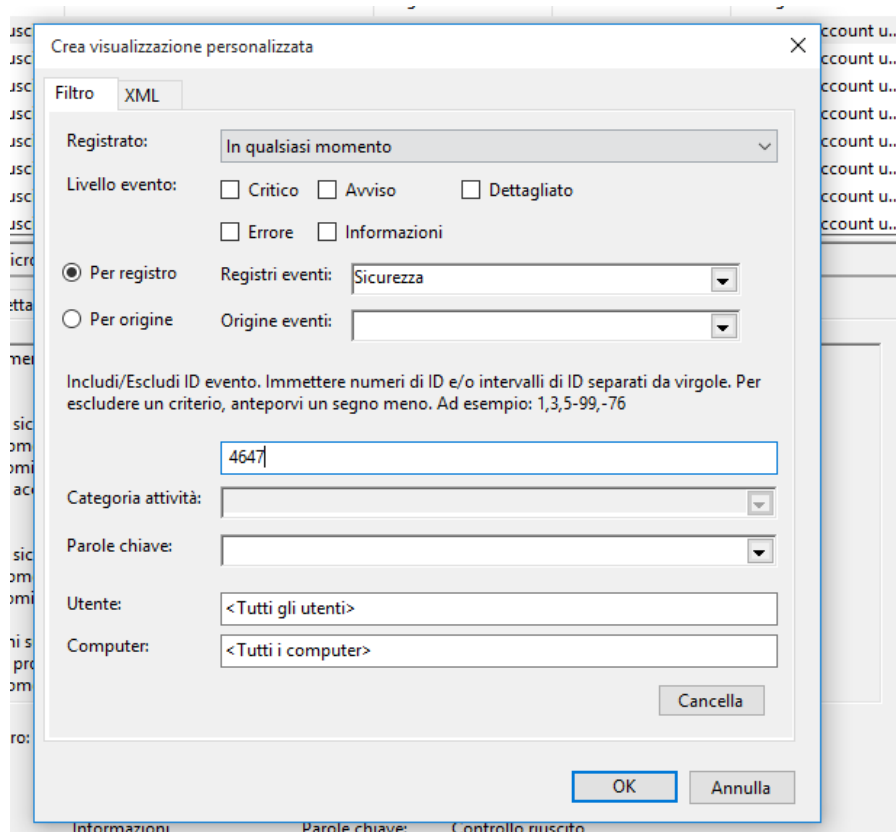 Crea visualizzazione personalizzata
Filtro XML
Registrato: In qualsiasi momento
Livello evento: Critico Avviso Dettagliato
Errore Informazioni
Per registro Registri eventi: Sicurezza
Per origine Origine eventi:
Includi/Escludi ID evento. Immettere numeri di ID e/o intervalli di ID separati da virgole. Per
escludere un criterio, anteporvi un segno meno. Ad esempio: 1,3,5-99,-76
4647
Categoria attività:
Parole chiave:
Utente: <Tutti gli utenti>
Computer: <Tutti i computer>
Cancella
OK Annulla
Informazioni Parole chiave: Controllo riuscito